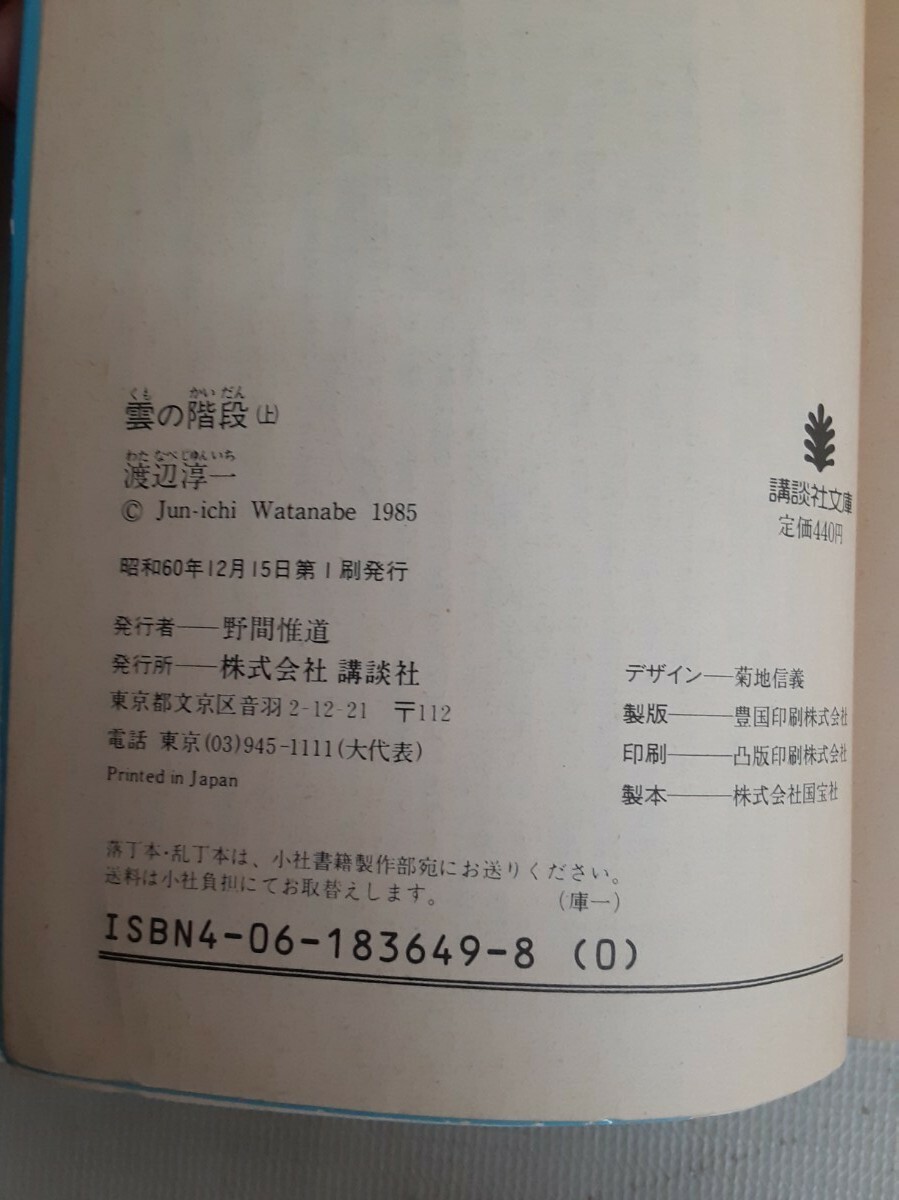 くも かいだん
雲の階段(上)
わたなべじゅんいち
渡辺淳一
© Jun-ichi Watanabe 1985
昭和60年12月15日第1刷発行
発行者──野間惟道
発行所──株式会社 講談社
東京都文京区音羽2-12-21 〒112
電話 東京(03)945-1111(大代表)
Printed in Japan
講談社文庫
定価440円
デザイン──菊地信義
製版──豊国印刷株式会社
印刷──凸版印刷株式会社
製本──株式会社国宝社
落丁本・乱丁本は、小社書籍製作部宛にお送りください。
送料は小社負担にてお取替えします。 (庫一)
ISBN4-06-183649-8 (0)